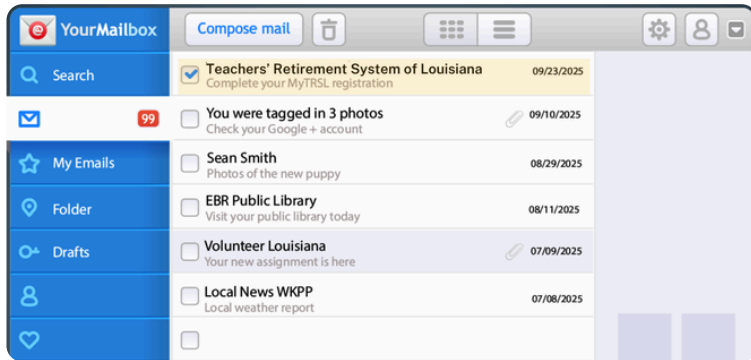 YourMailbox
Compose mail
Search
Teachers' Retirement System of Louisiana
09/23/2025
Complete your MyTRSL registration
99
You were tagged in 3 photos
09/10/2025
Check your Google + account
My Emails
Sean Smith
08/29/2025
Photos of the new puppy
Folder
EBR Public Library
08/11/2025
Visit your public library today
Drafts
Volunteer Louisiana
07/09/2025
Your new assignment is here
Local News WKPP
07/08/2025
Local weather report